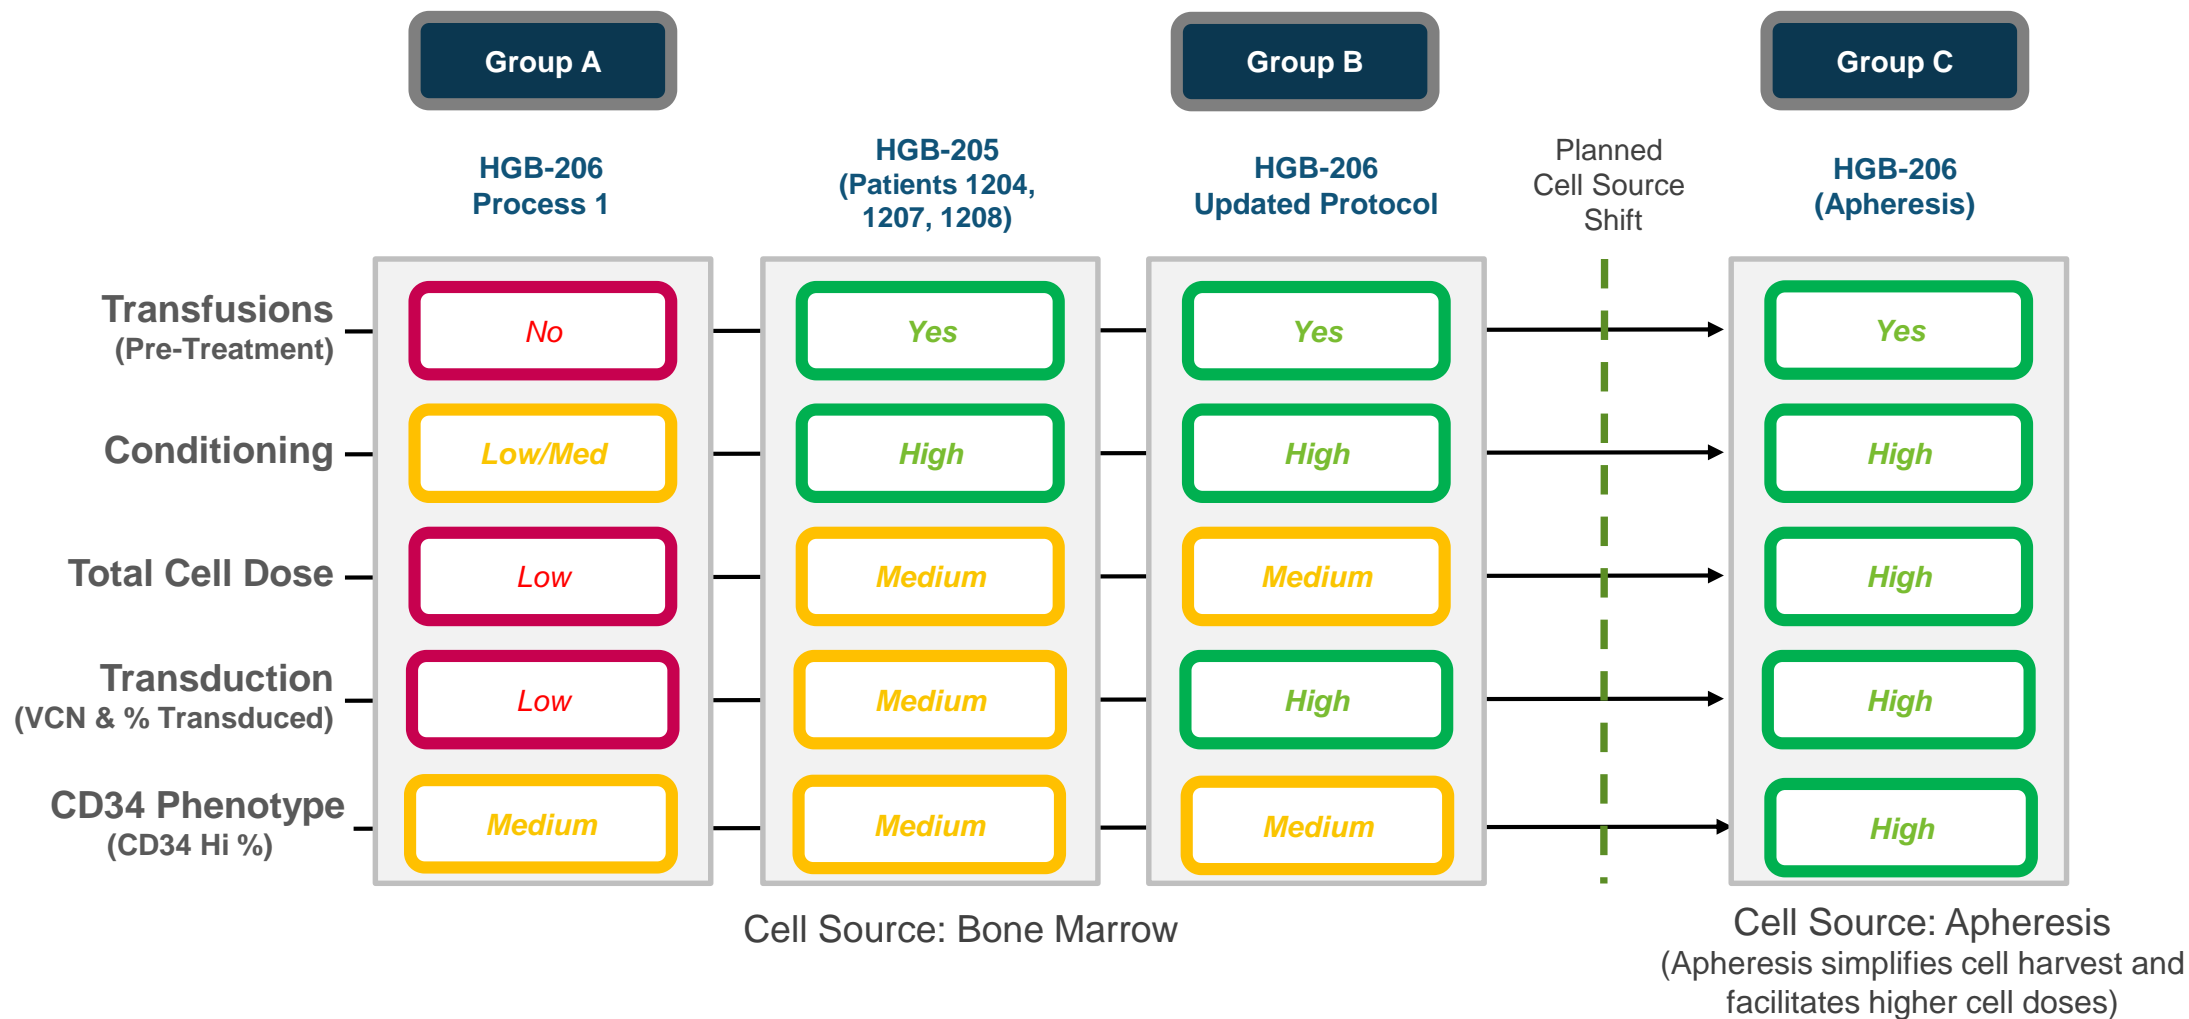 Group A
Group B
Group C
HGB-206
Process 1
HGB-205
(Patients 1204,
1207, 1208)
HGB-206
Updated Protocol
Planned
Cell Source
Shift
HGB-206
(Apheresis)
Transfusions
(Pre-Treatment)
No
Yes
Yes
Yes
Conditioning
Low/Med
High
High
High
Total Cell Dose
Low
Medium
Medium
High
Transduction
(VCN & % Transduced)
Low
Medium
High
High
CD34 Phenotype
(CD34 Hi %)
Medium
Medium
Medium
High
Cell Source: Bone Marrow
Cell Source: Apheresis
(Apheresis simplifies cell harvest and
facilitates higher cell doses)